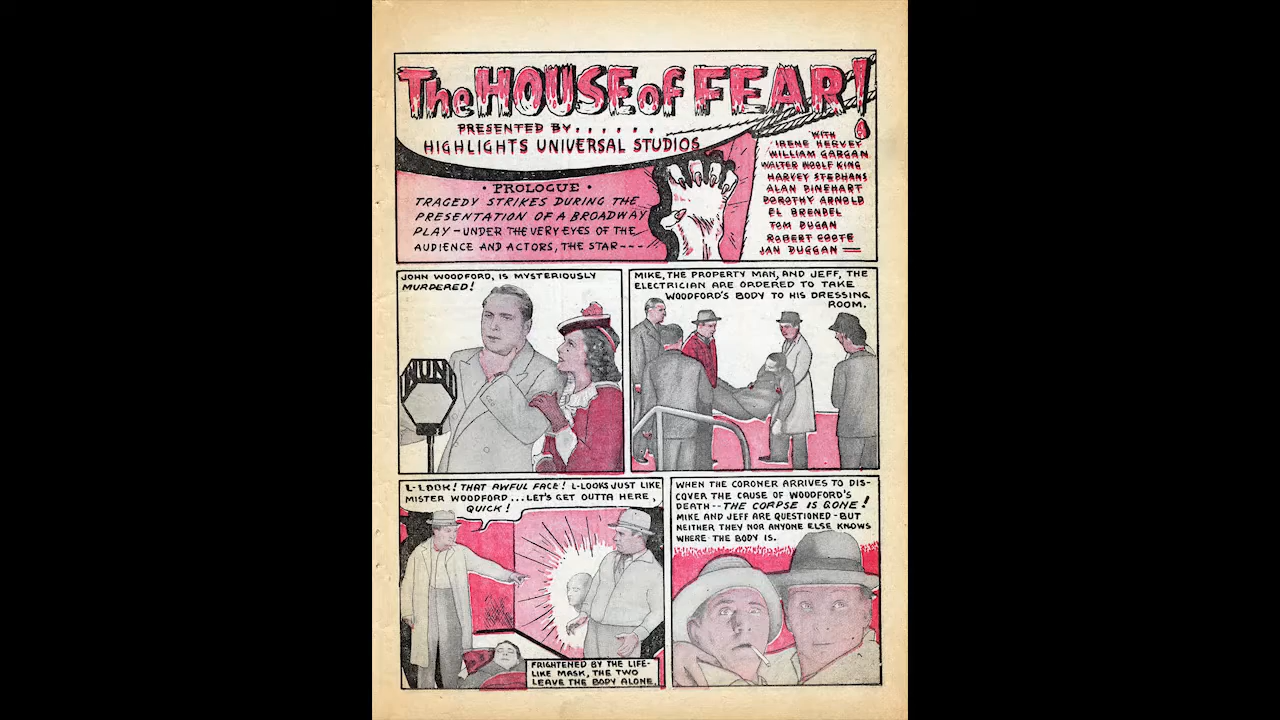 The HOUSE of FEAR!
PRESENTED BY......
HIGHLIGHTS UNIVERSAL STUDIOS
WITH
IRENE HERVEY
WILLIAM GARGAN
WALTER WOOLF KING
HARVEY STEPHANS
ALAN DINEHART
DOROTHY ARNOLD
EL BRENDEL
TOM DUGAN
ROBERT COOTE
JAN DUGGAN
• PROLOGUE •
TRAGEDY STRIKES DURING THE
PRESENTATION OF A BROADWAY
PLAY - UNDER THE VERY EYES OF THE
AUDIENCE AND ACTORS, THE STAR ---
JOHN WOODFORD, IS MYSTERIOUSLY
MURDERED!
MIKE, THE PROPERTY MAN, AND JEFF, THE
ELECTRICIAN ARE ORDERED TO TAKE
WOODFORD'S BODY TO HIS DRESSING
ROOM.
L-LOOK! THAT AWFUL FACE! L-LOOKS JUST LIKE
MISTER WOODFORD... LET'S GET OUTTA HERE,
QUICK!
FRIGHTENED BY THE LIFE-
LIKE MASK, THE TWO
LEAVE THE BODY ALONE.
WHEN THE CORONER ARRIVES TO DIS-
COVER THE CAUSE OF WOODFORD'S
DEATH -- THE CORPSE IS GONE!
MIKE AND JEFF ARE QUESTIONED - BUT
NEITHER THEY NOR ANYONE ELSE KNOWS
WHERE THE BODY IS.